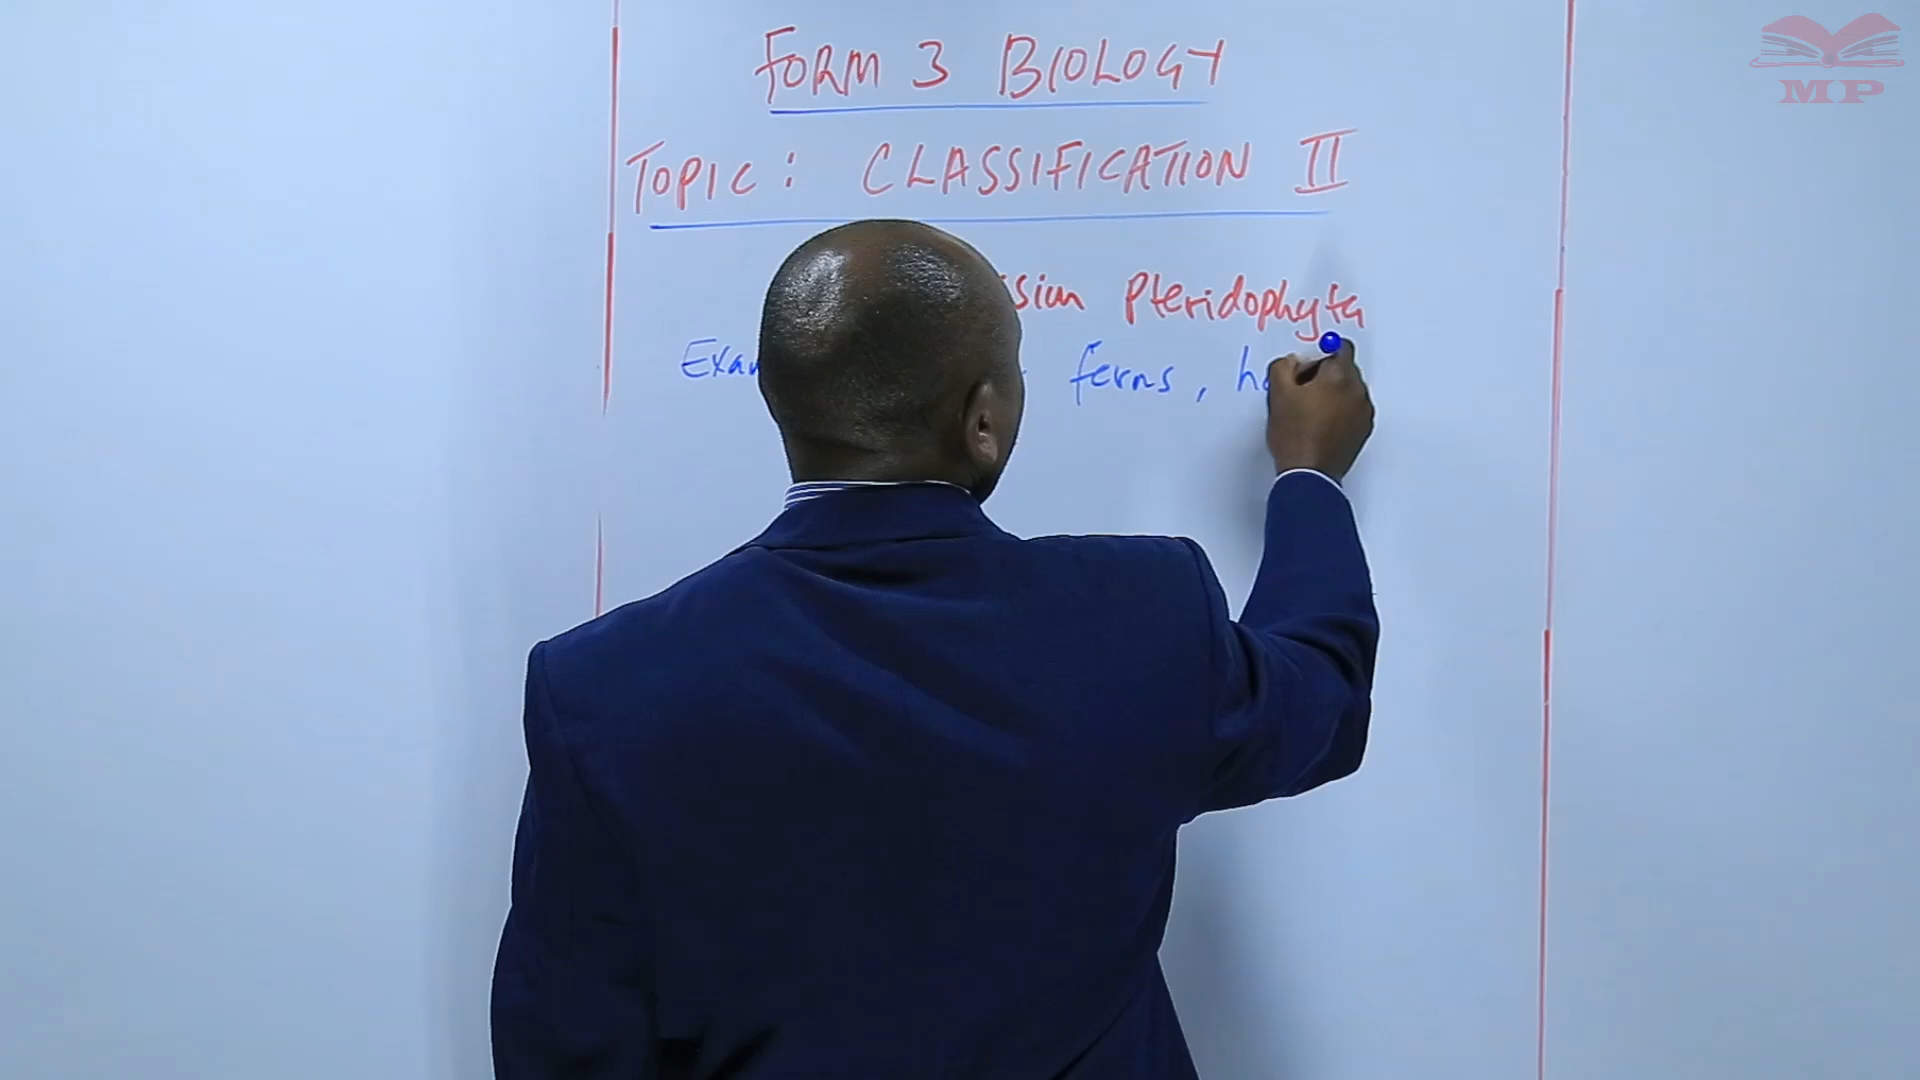 FORM 3 BIOLOGY
TOPIC: CLASSIFICATION II
Pteridophyta
ferns,
MP